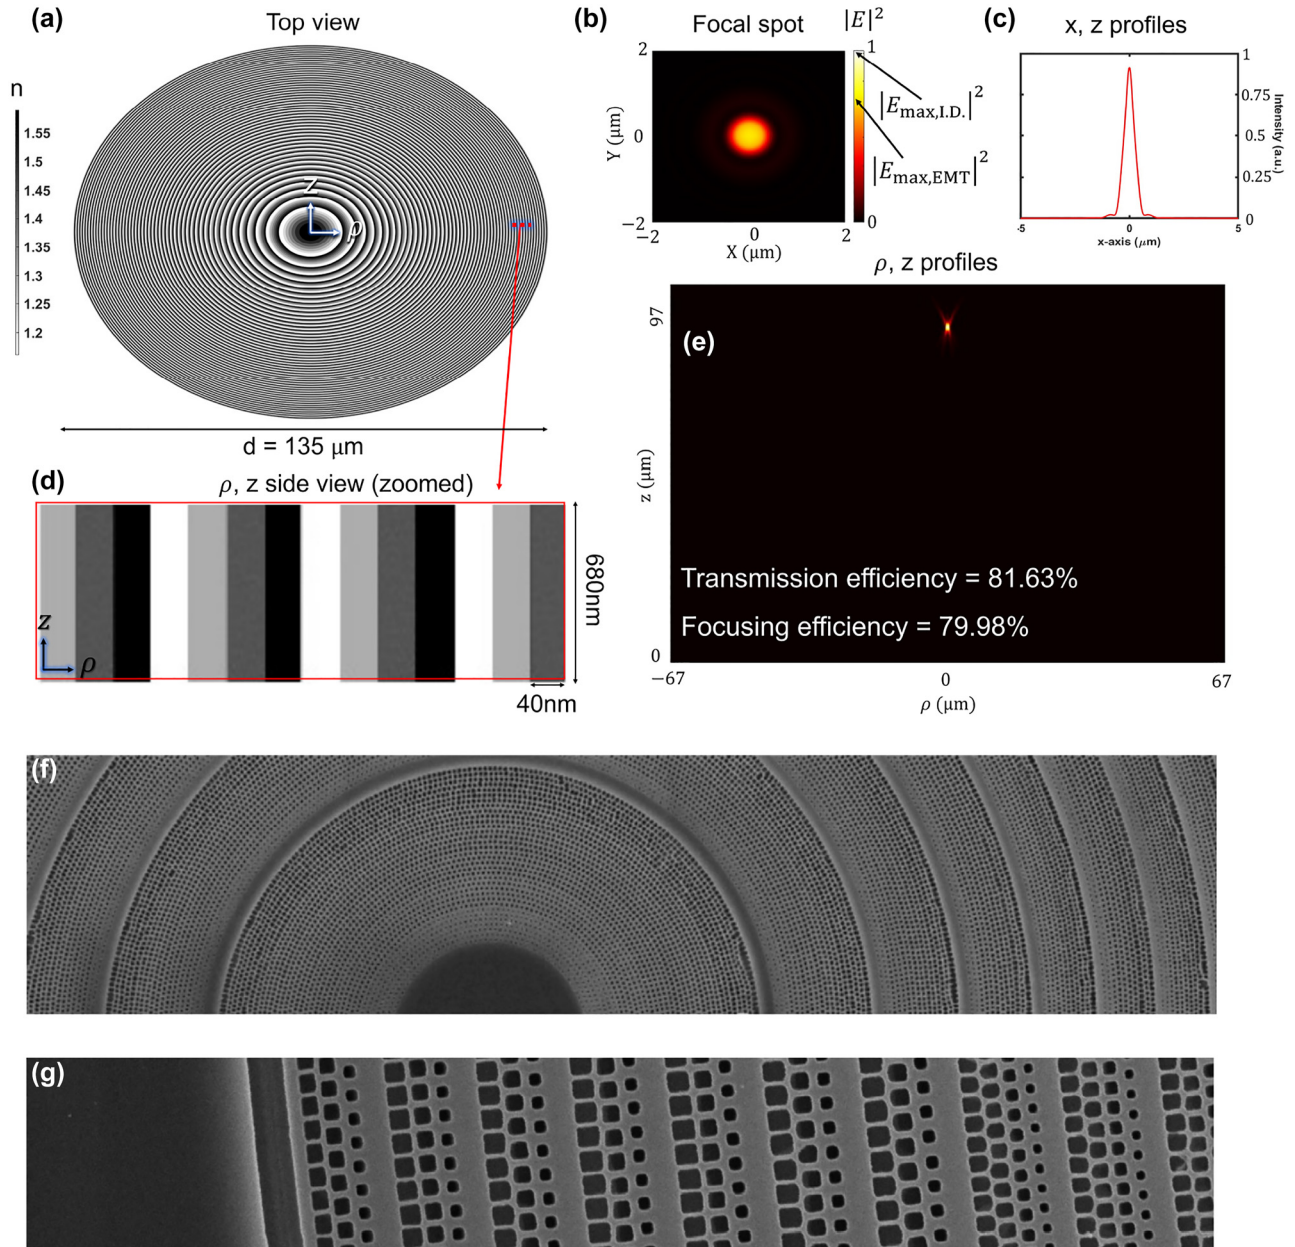 (a)
Top view
n
1.55
1.5
1.45
1.4
1.35
1.3
1.25
1.2
z
ρ
d = 135 μm
(b)
Focal spot
|E|²
2
Y (μm)
0
−2
−2
0
2
X (μm)
1
0
|E_max,I.D.|²
|E_max,EMT|²
(c)
x, z profiles
1
0.75
0.5
0.25
0
Intensity (a.u.)
-5
0
5
x-axis (μm)
(d)
ρ, z side view (zoomed)
z
ρ
680nm
40nm
ρ, z profiles
(e)
97
z (μm)
0
Transmission efficiency = 81.63%
Focusing efficiency = 79.98%
−67
0
67
ρ (μm)
(f)
(g)